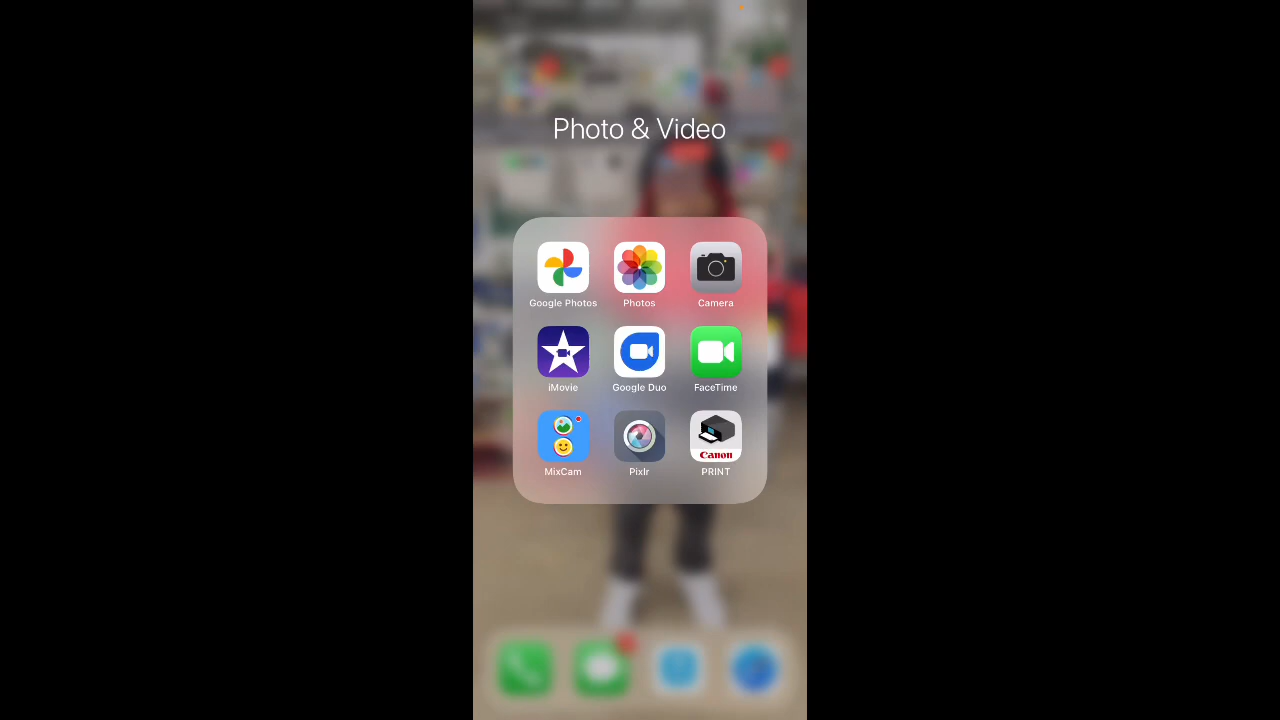 Photo & Video
Google Photos
Photos
Camera
iMovie
Google Duo
FaceTime
MixCam
Pixlr
Canon
PRINT